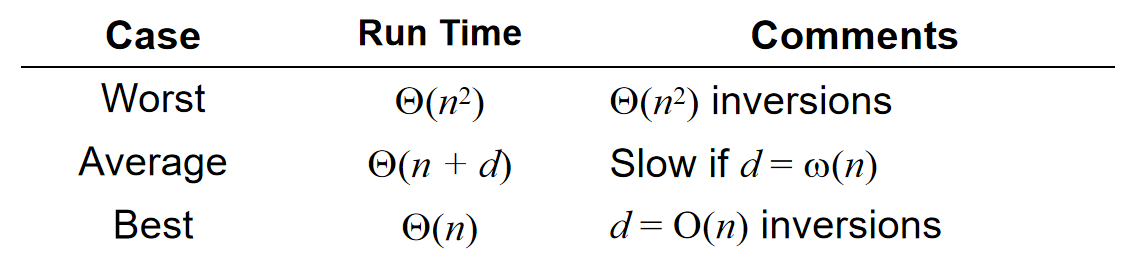 Case Run Time Comments
Worst Θ(n²) Θ(n²) inversions
Average Θ(n + d) Slow if d = ω(n)
Best Θ(n) d = O(n) inversions